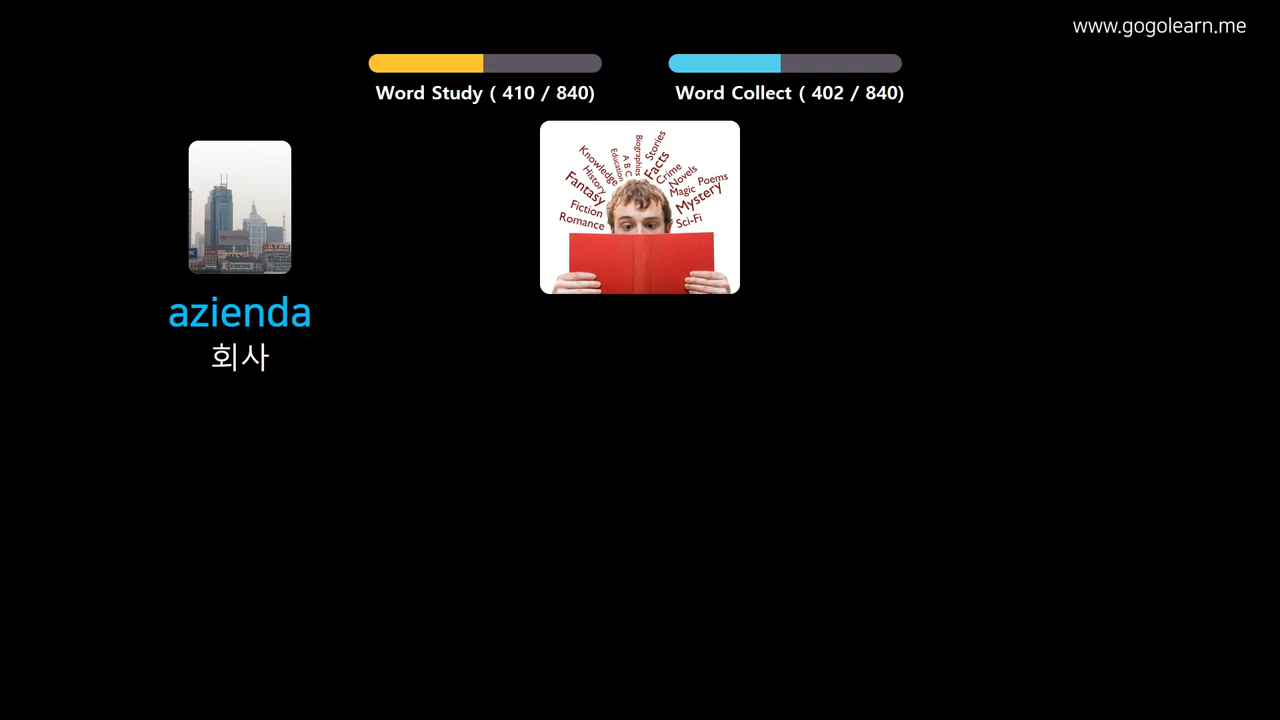 www.gogolearn.me
Word Study ( 410 / 840)
Word Collect ( 402 / 840)
Knowledge
Education
A B C
Biographies
Stories
Facts
History
Crime
Novels
Fantasy
Magic
Poems
Mystery
Fiction
Romance
Sci-Fi
azienda
회사